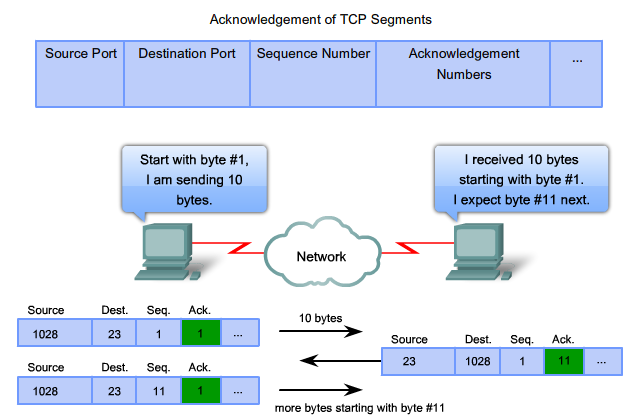 Acknowledgement of TCP Segments
Source Port Destination Port Sequence Number Acknowledgement Numbers ...
Start with byte #1,
I am sending 10
bytes.
I received 10 bytes
starting with byte #1.
I expect byte #11 next.
Network
Source Dest. Seq. Ack.
1028 23 1 1 ...
10 bytes
Source Dest. Seq. Ack.
23 1028 1 11 ...
Source Dest. Seq. Ack.
1028 23 11 1 ...
more bytes starting with byte #11